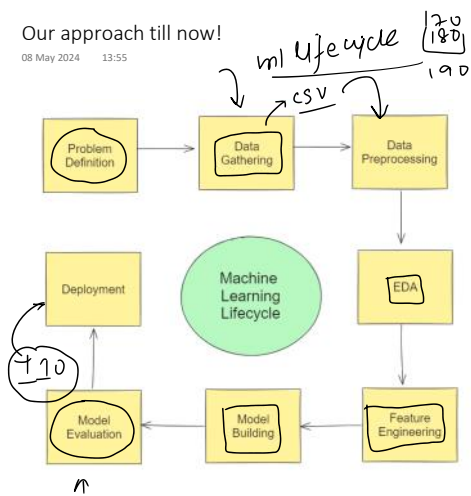 Our approach till now!
08 May 2024 13:55
ml lifecycle
170
180
190
csv
Problem
Definition
Data
Gathering
Data
Preprocessing
Deployment
Machine
Learning
Lifecycle
EDA
Model
Evaluation
Model
Building
Feature
Engineering